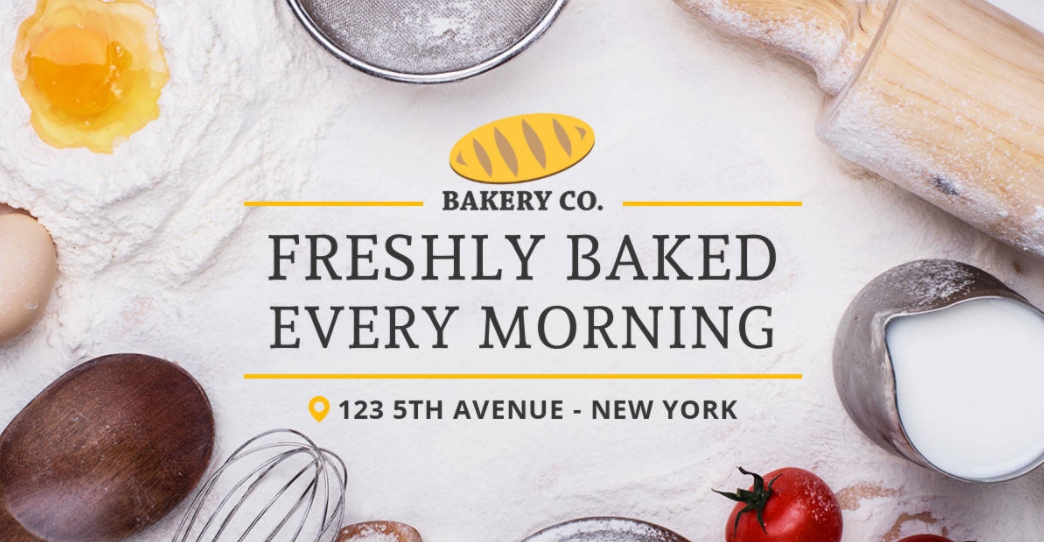 BAKERY CO.
FRESHLY BAKED
EVERY MORNING
123 5TH AVENUE - NEW YORK